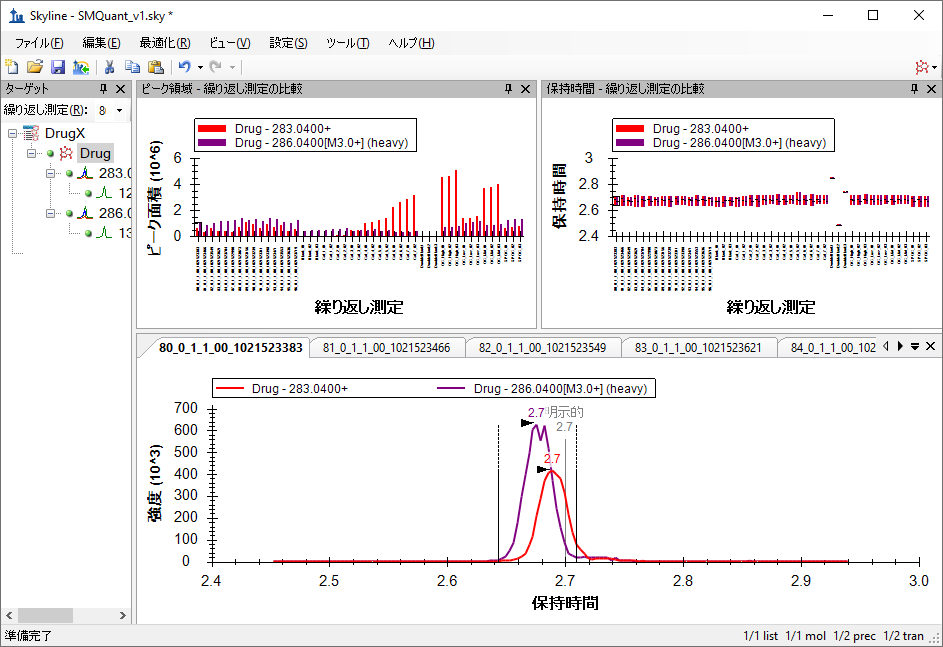 Skyline - SMQuant_v1.sky *
ファイル(F) 編集(E) 最適化(R) ビュー(V) 設定(S) ツール(T) ヘルプ(H)
ターゲット
繰り返し測定(R): 8
DrugX
Drug
283.0
12
286.0
13
ピーク領域 - 繰り返し測定の比較
Drug - 283.0400+
Drug - 286.0400[M3.0+] (heavy)
ピーク面積 (10^6)
6
4
2
0
繰り返し測定
保持時間 - 繰り返し測定の比較
Drug - 283.0400+
Drug - 286.0400[M3.0+] (heavy)
保持時間
3
2.8
2.6
2.4
繰り返し測定
80_0_1_1_00_1021523383 81_0_1_1_00_1021523466 82_0_1_1_00_1021523549 83_0_1_1_00_1021523621 84_0_1_1_00_102
Drug - 283.0400+ Drug - 286.0400[M3.0+] (heavy)
強度 (10^3)
700
600
500
400
300
200
100
0
2.7 明示的
2.7
2.7
2.4 2.5 2.6 2.7 2.8 2.9 3.0
保持時間
準備完了 1/1 list 1/1 mol 1/2 prec 1/2 tran